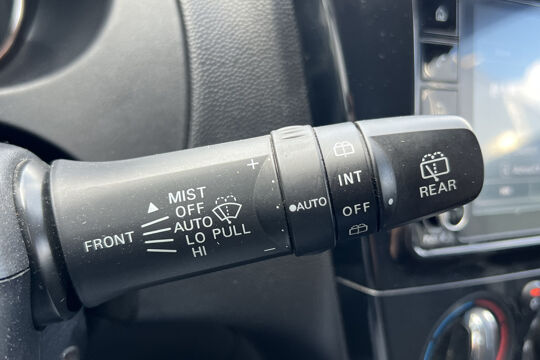 MIST
OFF
FRONT AUTO PULL
LO
HI
+
−
AUTO
INT
OFF
REAR